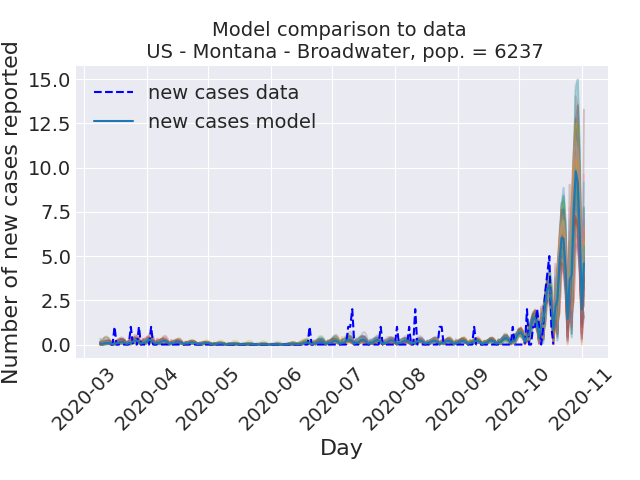 Model comparison to data
US - Montana - Broadwater, pop. = 6237
Number of new cases reported
15.0
12.5
10.0
7.5
5.0
2.5
0.0
new cases data
new cases model
2020-03
2020-04
2020-05
2020-06
2020-07
2020-08
2020-09
2020-10
2020-11
Day